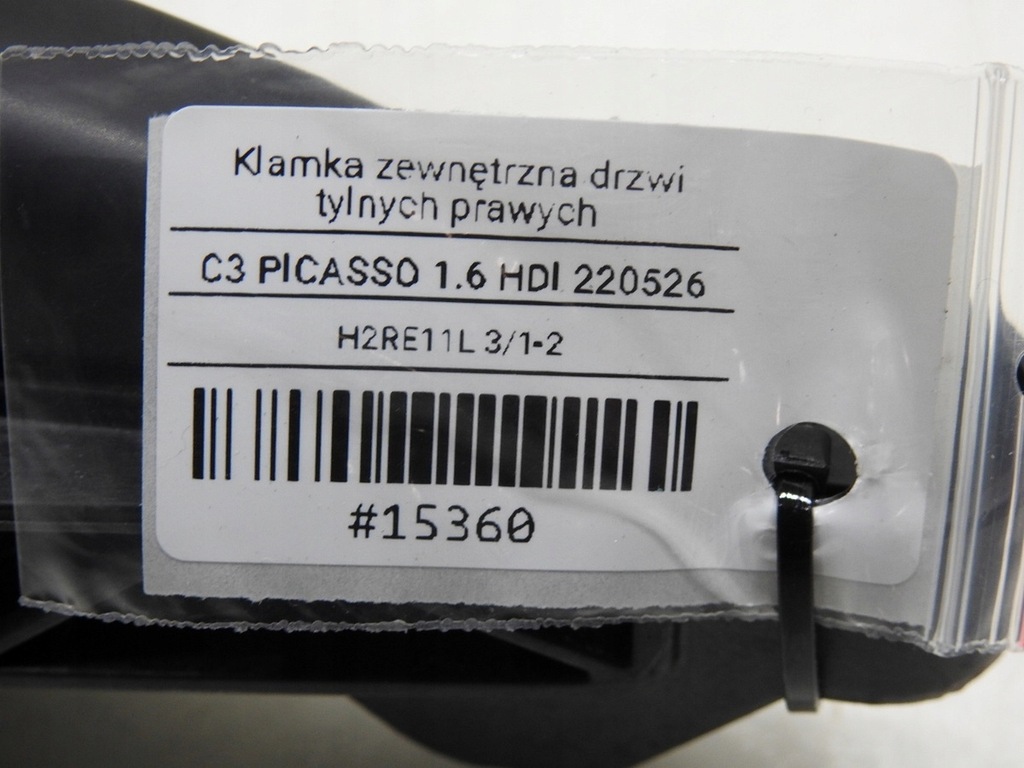 Klamka zewnętrzna drzwi
tylnych prawych
C3 PICASSO 1.6 HDI 220526
H2RE11L 3/1-2
#15360